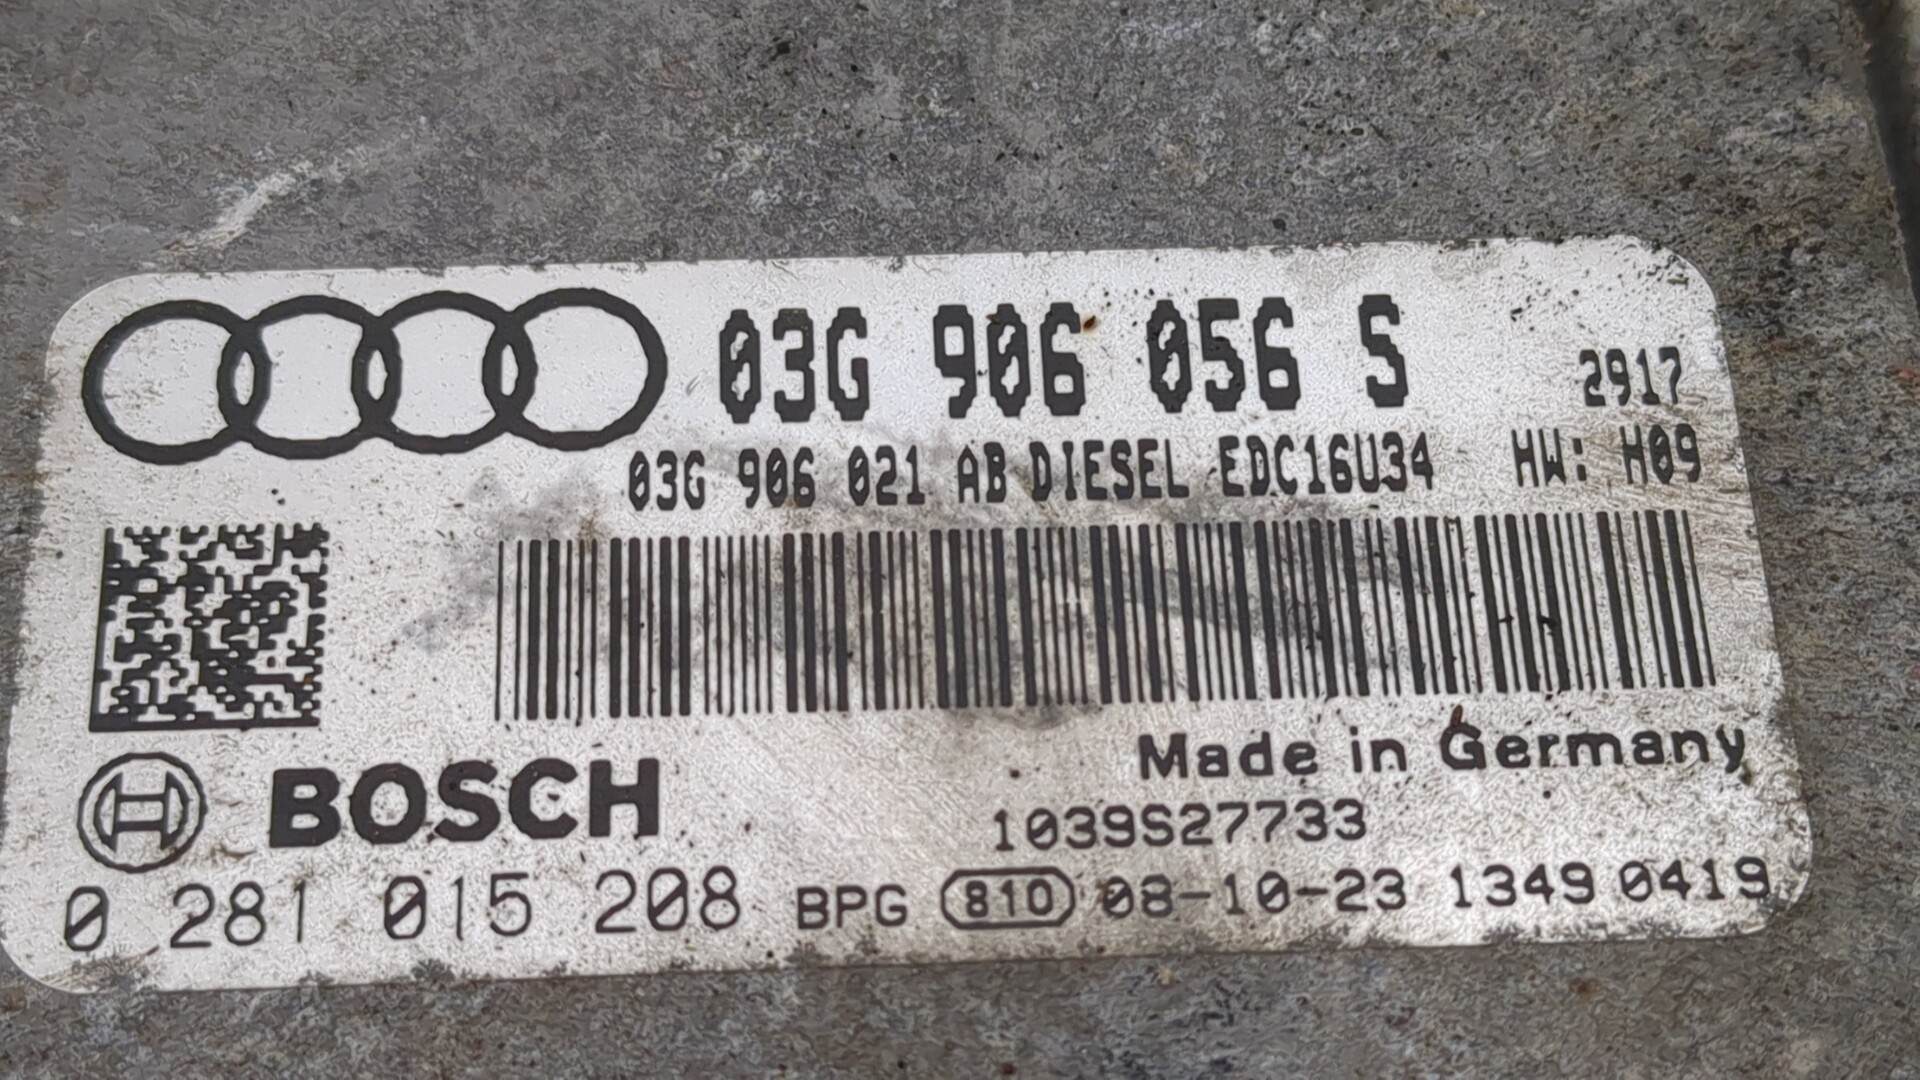 03G 906 056 S 2917
03G 906 021 AB DIESEL EDC16U34 HW: H09
BOSCH
Made in Germany
1039S27733
0 281 015 208 BPG 810 08-10-23 1349 0419